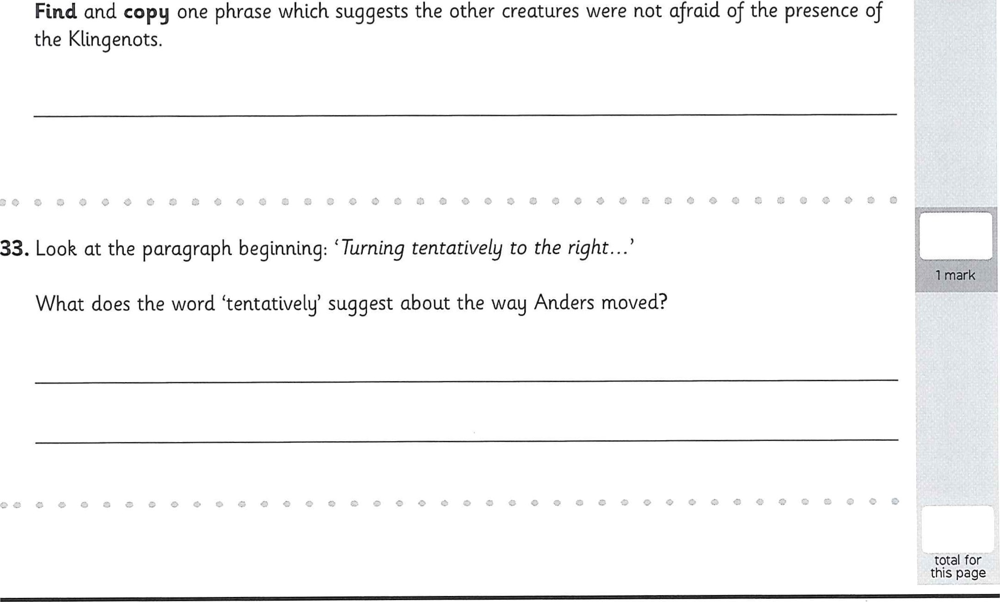 Find and copy one phrase which suggests the other creatures were not afraid of the presence of
the Klingenots.
33. Look at the paragraph beginning: ‘Turning tentatively to the right...’
1 mark
What does the word ‘tentatively’ suggest about the way Anders moved?
total for
this page